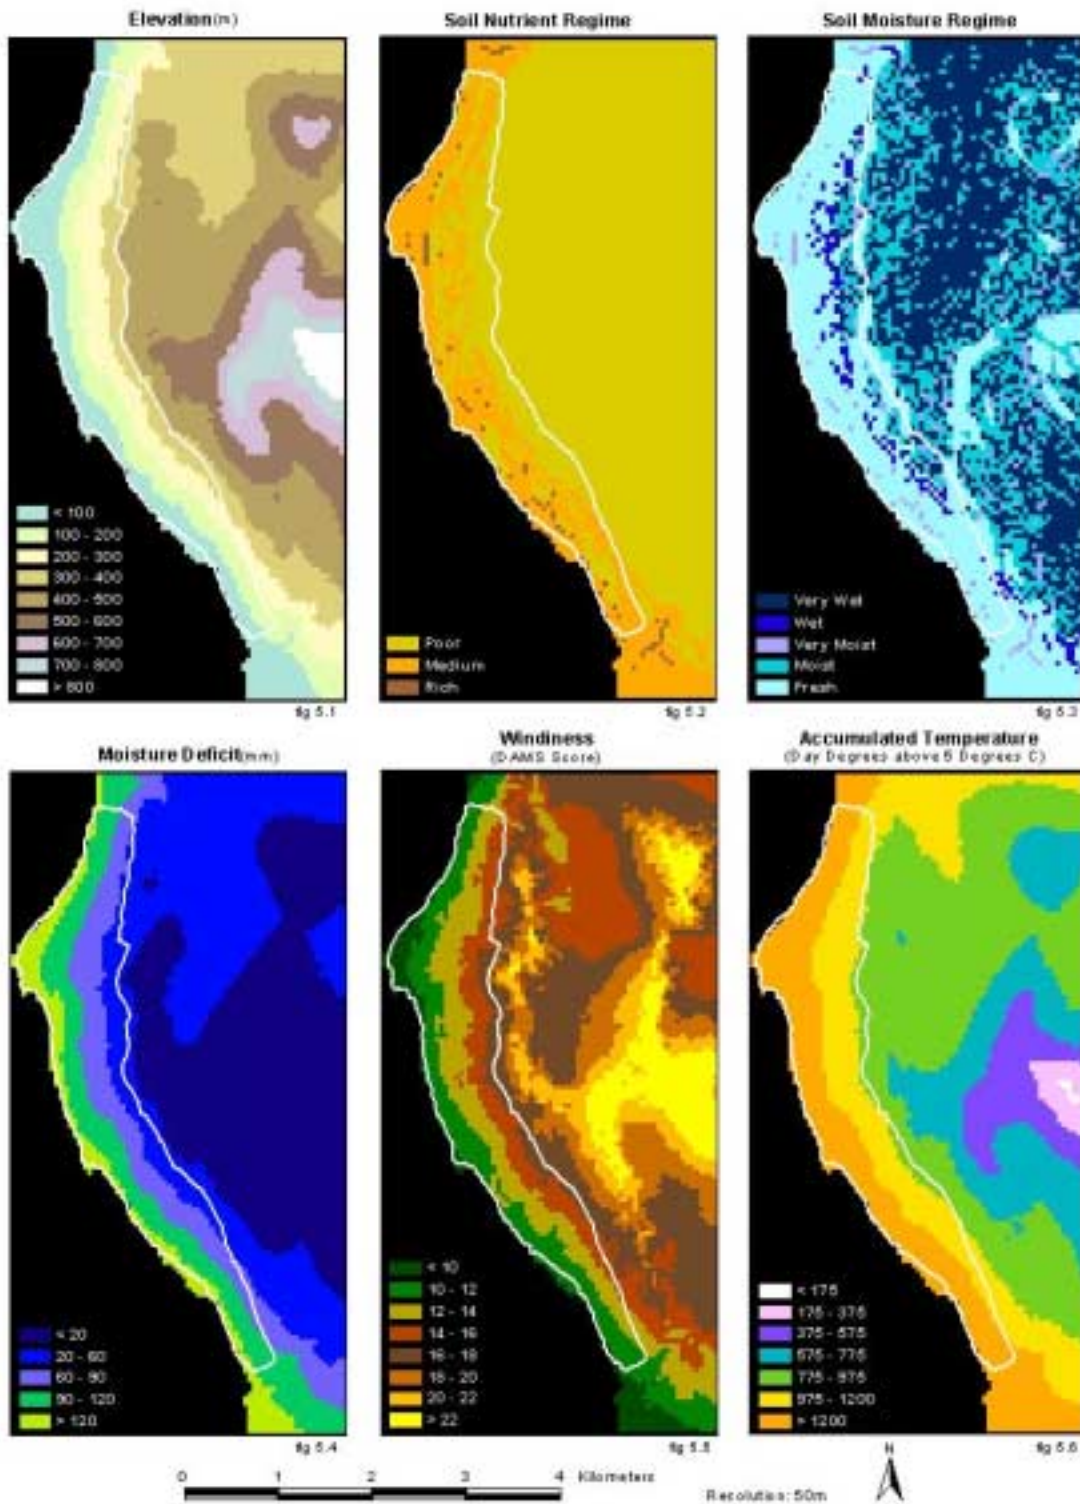 Elevation(m)
Soil Nutrient Regime
Soil Moisture Regime
< 100
100 - 200
200 - 300
300 - 400
400 - 500
500 - 600
600 - 700
700 - 800
> 800
fig 5.1
Poor
Medium
Rich
fig 5.2
Very Wet
Wet
Very Moist
Moist
Fresh
fig 5.3
Moisture Deficit(mm)
Windiness
(DAMS Score)
Accumulated Temperature
(Day Degrees above 5 Degrees C)
< 20
20 - 60
60 - 90
90 - 120
> 120
fig 5.4
< 10
10 - 12
12 - 14
14 - 16
16 - 18
18 - 20
20 - 22
> 22
fig 5.5
< 175
175 - 375
375 - 575
575 - 775
775 - 975
975 - 1200
> 1200
fig 5.6
0 1 2 3 4 Kilometers
Resolution: 50m
N